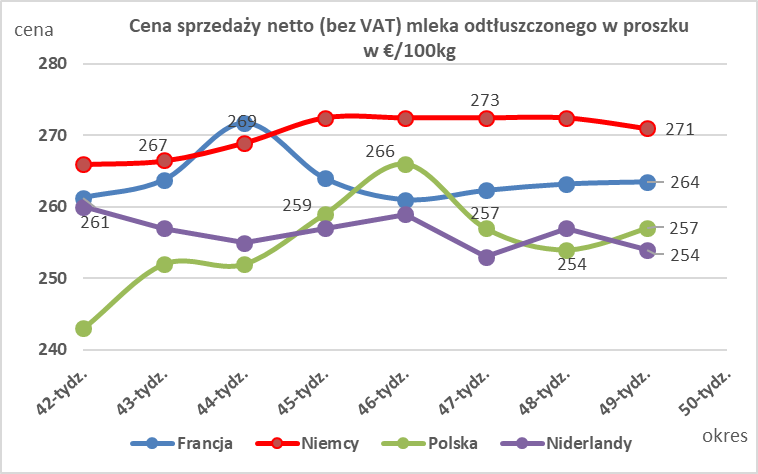 cena
Cena sprzedaży netto (bez VAT) mleka odtłuszczonego w proszku
w €/100kg
280
270
260
250
240
267
269
273
271
266
259
261
257
254
264
257
254
42-tydz.
43-tydz.
44-tydz.
45-tydz.
46-tydz.
47-tydz.
48-tydz.
49-tydz.
50-tydz.
okres
Francja Niemcy Polska Niderlandy